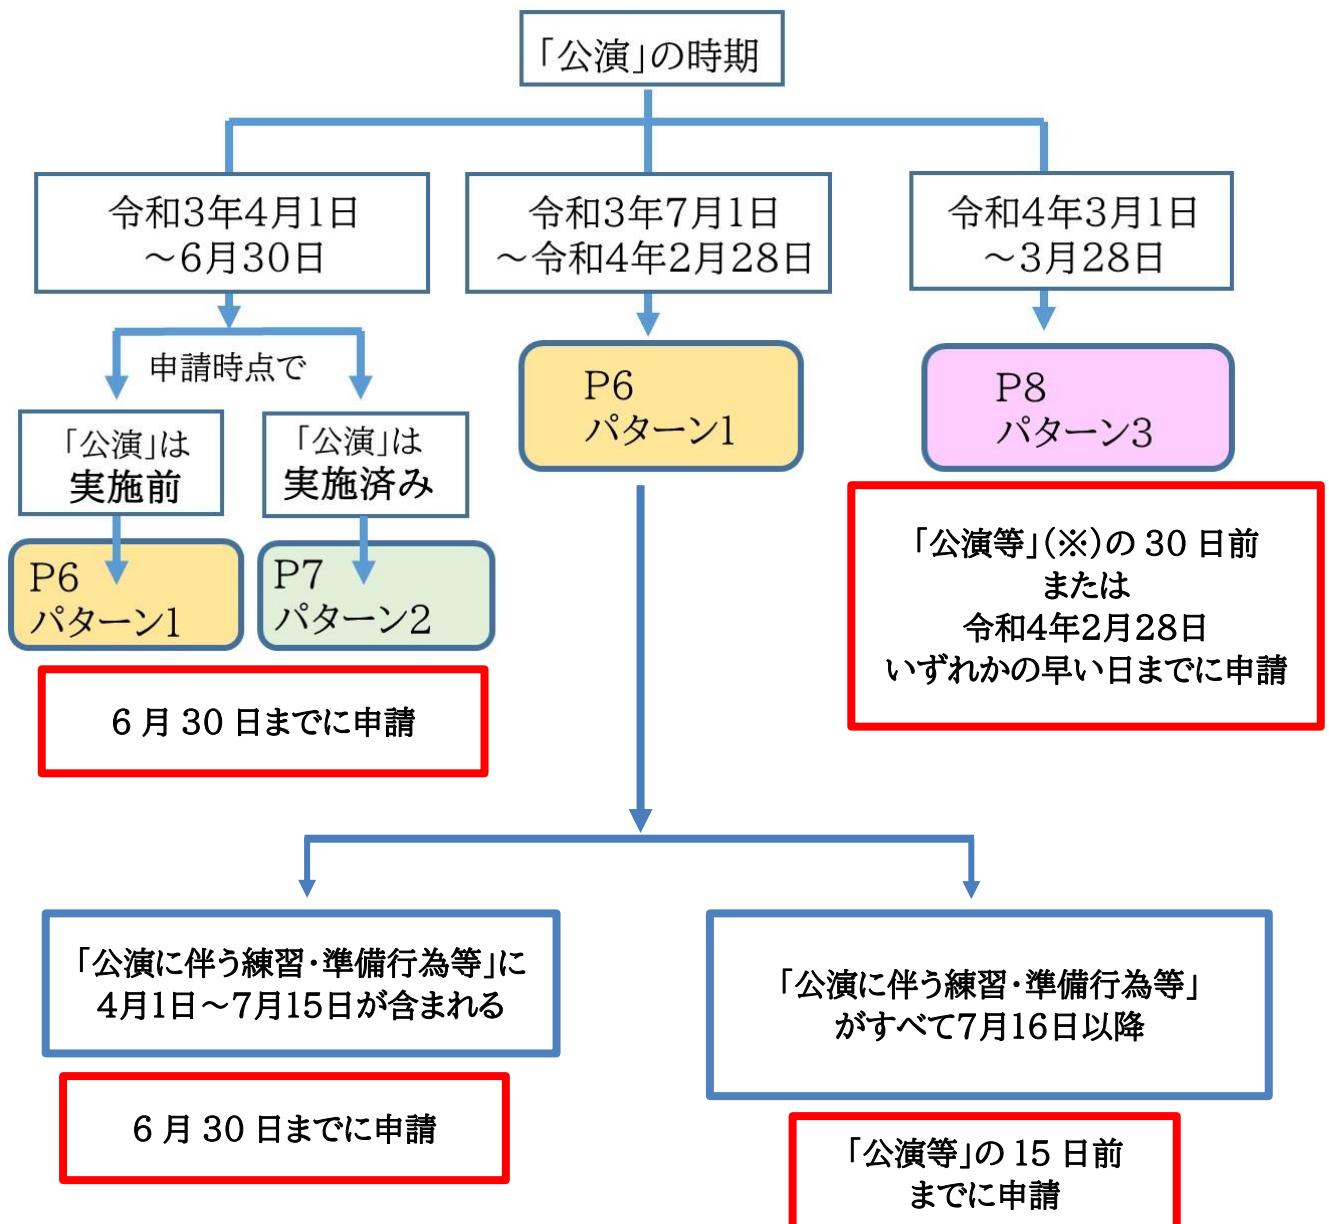 「公演」の時期
令和3年4月1日
～6月30日
令和3年7月1日
～令和4年2月28日
令和4年3月1日
～3月28日
申請時点で
「公演」は
実施前
「公演」は
実施済み
P6
パターン1
P7
パターン2
P6
パターン1
P8
パターン3
6月30日までに申請
「公演等」（※）の30日前
または
令和4年2月28日
いずれかの早い日までに申請
「公演に伴う練習・準備行為等」に
4月1日～7月15日が含まれる
「公演に伴う練習・準備行為等」
がすべて7月16日以降
6月30日までに申請
「公演等」の15日前
までに申請